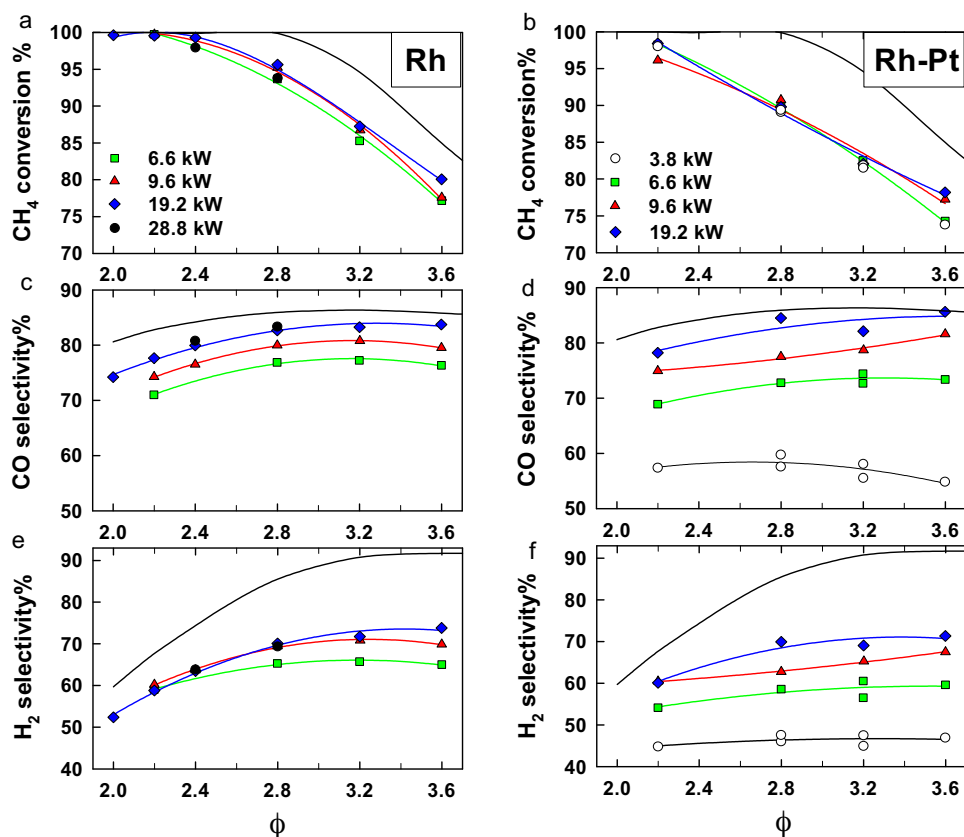 a
Rh
CH4 conversion%
100
95
90
85
80
75
70
6.6 kW
9.6 kW
19.2 kW
28.8 kW
2.0 2.4 2.8 3.2 3.6
b
Rh-Pt
CH4 conversion%
100
95
90
85
80
75
70
3.8 kW
6.6 kW
9.6 kW
19.2 kW
2.0 2.4 2.8 3.2 3.6
c
CO selectivity%
90
80
70
60
50
2.0 2.4 2.8 3.2 3.6
d
CO selectivity%
90
80
70
60
50
2.0 2.4 2.8 3.2 3.6
e
H2 selectivity%
90
80
70
60
50
40
2.0 2.4 2.8 3.2 3.6
ϕ
f
H2 selectivity%
90
80
70
60
50
40
2.0 2.4 2.8 3.2 3.6
ϕ